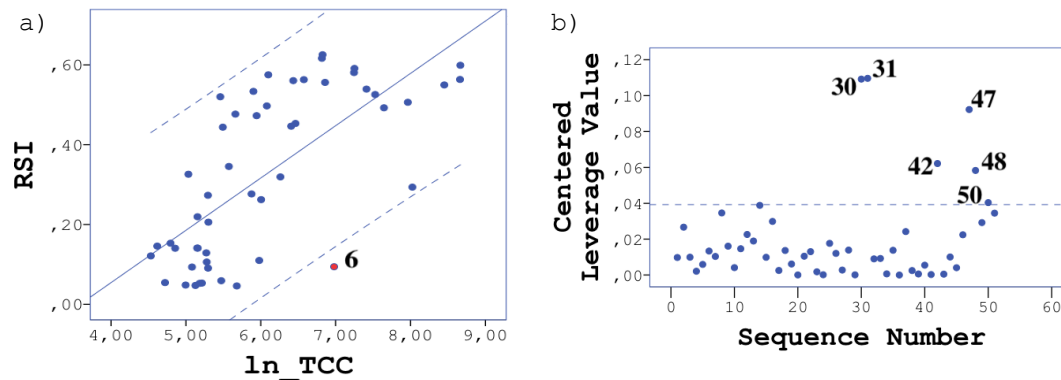 a)
RSI
,60
,40
,20
,00
6
4,00 5,00 6,00 7,00 8,00 9,00
ln_TCC
b)
Centered
Leverage Value
,12
,10
,08
,06
,04
,02
,00
30
31
47
42
48
50
0 10 20 30 40 50 60
Sequence Number